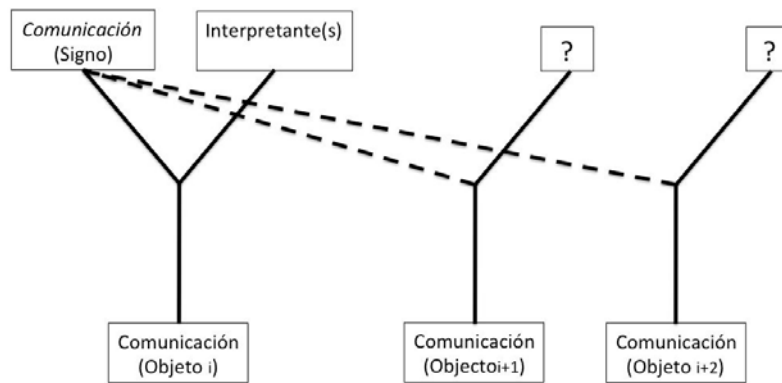 Comunicación
(Signo)
Interpretante(s)
?
?
Comunicación
(Objeto i)
Comunicación
(Objectoi+1)
Comunicación
(Objeto i+2)